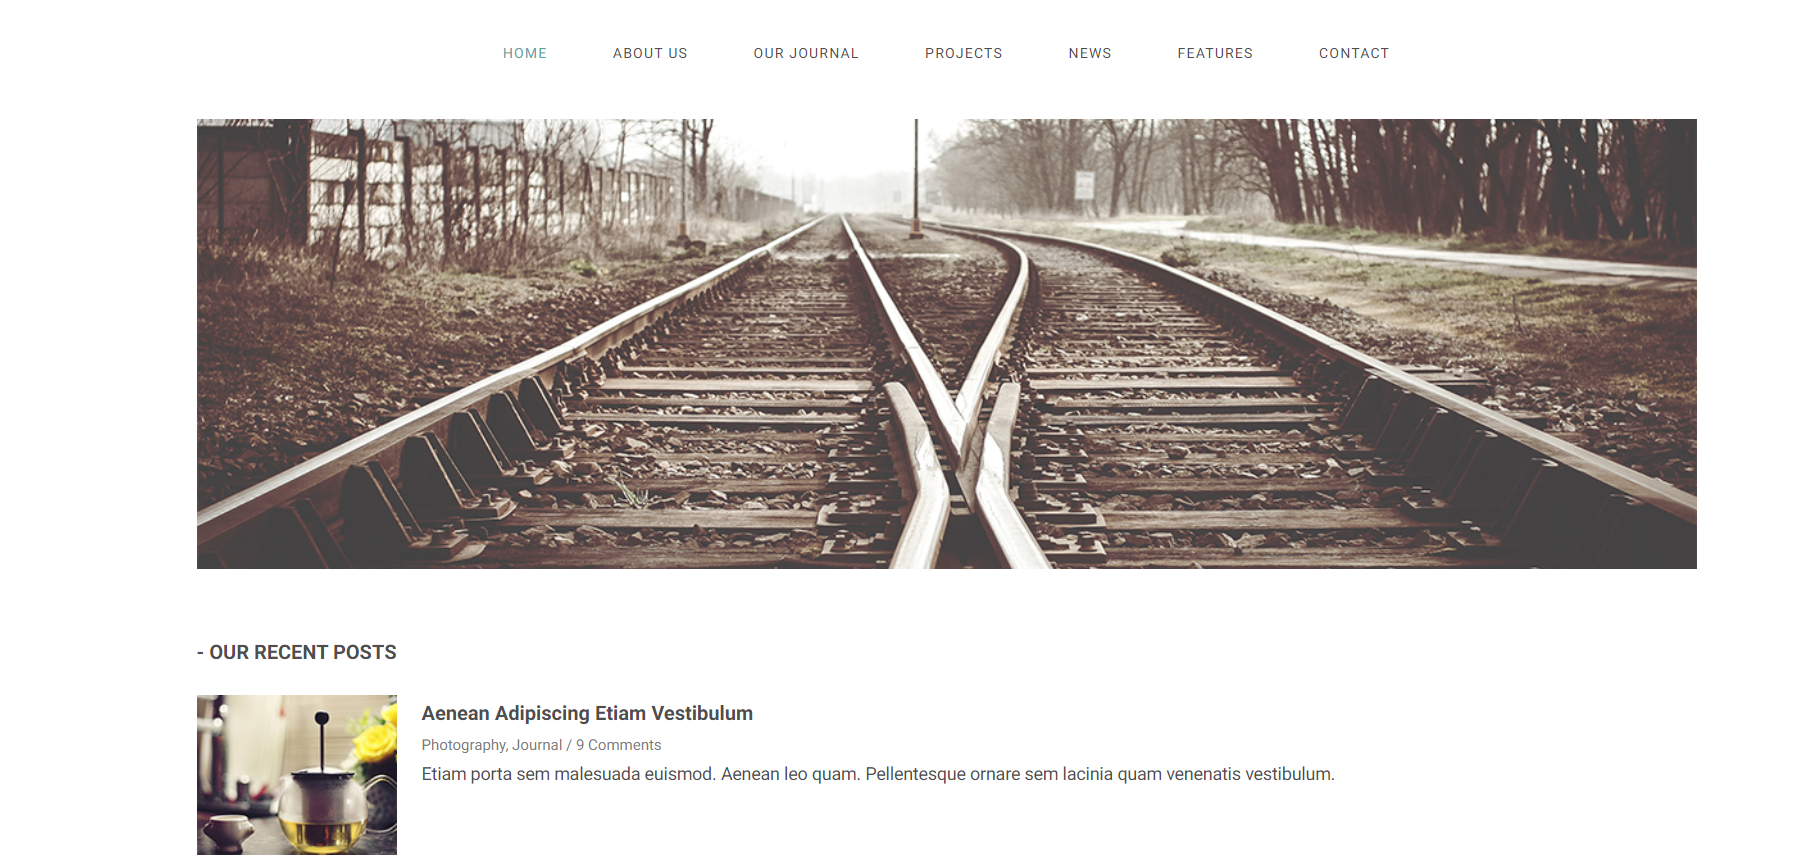 HOME ABOUT US OUR JOURNAL PROJECTS NEWS FEATURES CONTACT
- OUR RECENT POSTS
Aenean Adipiscing Etiam Vestibulum
Photography, Journal / 9 Comments
Etiam porta sem malesuada euismod. Aenean leo quam. Pellentesque ornare sem lacinia quam venenatis vestibulum.